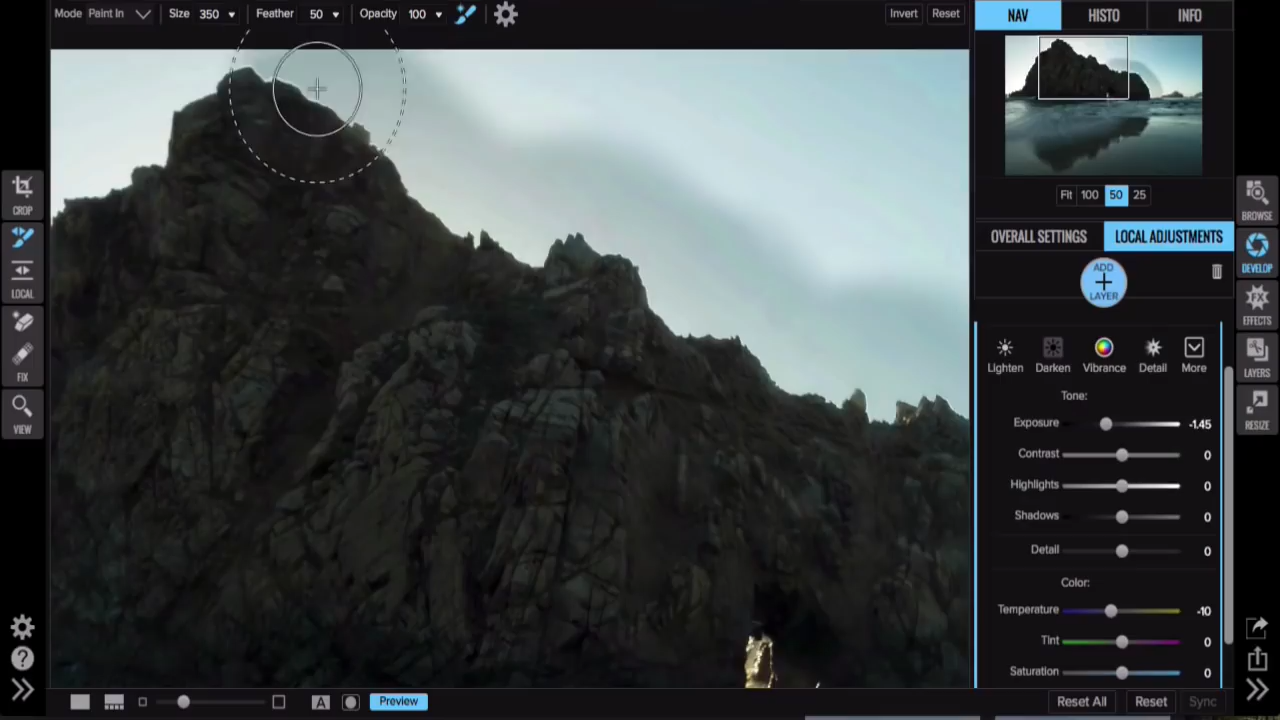 Mode Paint In Size 350 Feather 50 Opacity 100 Invert Reset
NAV HISTO INFO
Fit 100 50 25
OVERALL SETTINGS LOCAL ADJUSTMENTS
ADD
LAYER
Lighten Darken Vibrance Detail More
Tone:
Exposure -1.45
Contrast 0
Highlights 0
Shadows 0
Detail 0
Color:
Temperature -10
Tint 0
Saturation 0
CROP
LOCAL
FIX
VIEW
BROWSE
DEVELOP
FX
EFFECTS
LAYERS
RESIZE
?
A Preview Reset All Reset Sync